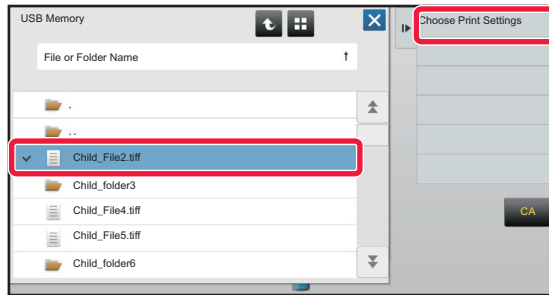 USB Memory
Choose Print Settings
File or Folder Name ↑
.
..
Child_File2.tiff
Child_folder3
Child_File4.tiff
Child_File5.tiff
Child_folder6
CA